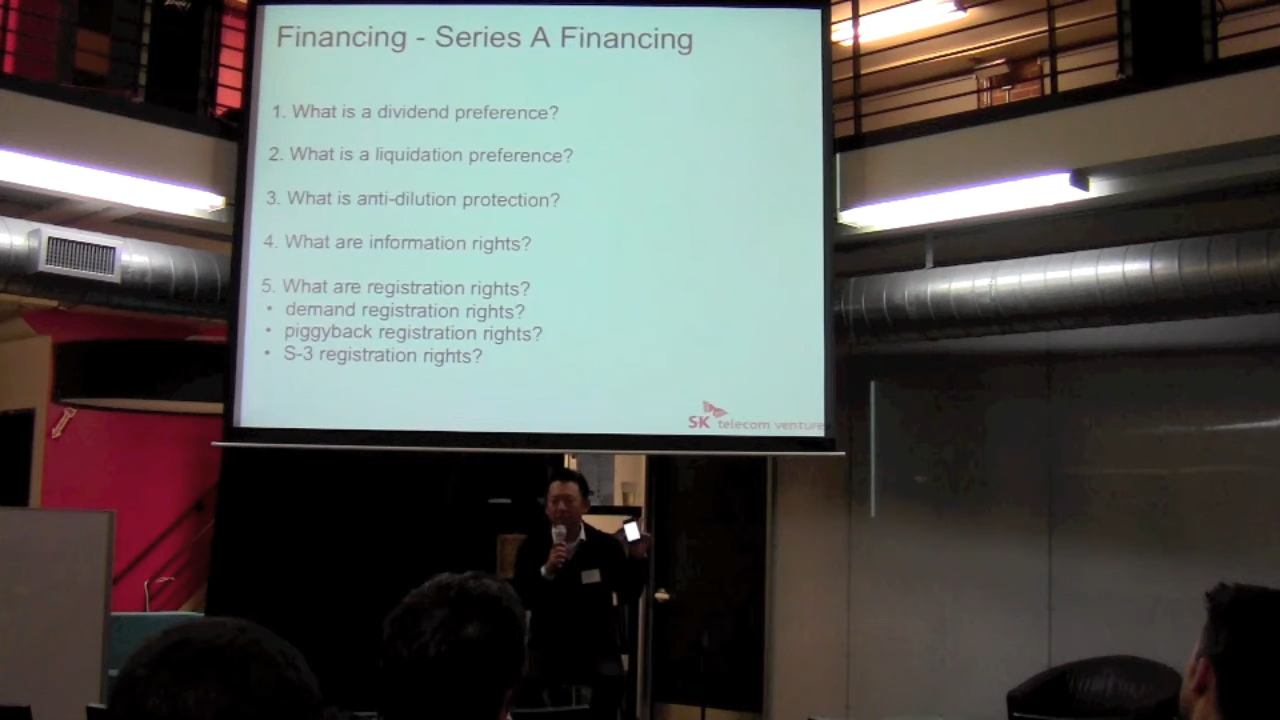 Financing - Series A Financing
1. What is a dividend preference?
2. What is a liquidation preference?
3. What is anti-dilution protection?
4. What are information rights?
5. What are registration rights?
• demand registration rights?
• piggyback registration rights?
• S-3 registration rights?
SK telecom venture